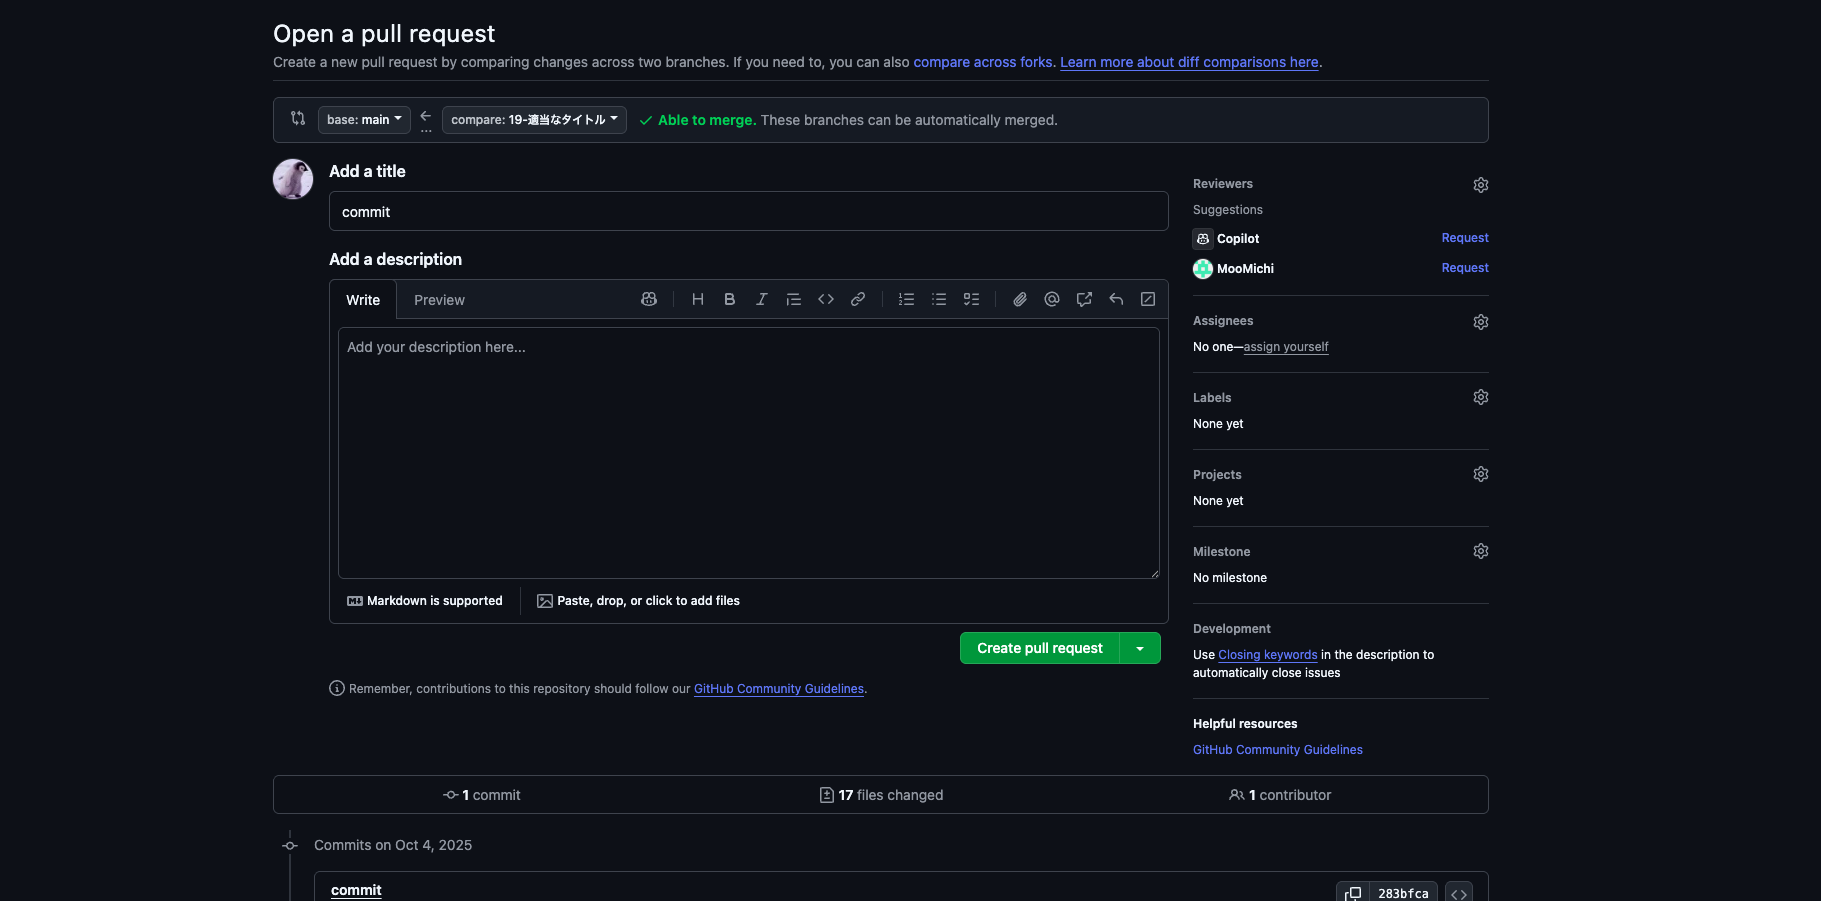 Open a pull request
Create a new pull request by comparing changes across two branches. If you need to, you can also compare across forks. Learn more about diff comparisons here.
base: main
...
compare: 19-適当なタイトル
Able to merge. These branches can be automatically merged.
Add a title
commit
Add a description
Write
Preview
Add your description here...
Markdown is supported
Paste, drop, or click to add files
Create pull request
Remember, contributions to this repository should follow our GitHub Community Guidelines.
Reviewers
Suggestions
Copilot
Request
MooMichi
Request
Assignees
No one—assign yourself
Labels
None yet
Projects
None yet
Milestone
No milestone
Development
Use Closing keywords in the description to
automatically close issues
Helpful resources
GitHub Community Guidelines
1 commit
17 files changed
1 contributor
Commits on Oct 4, 2025
commit
283bfca